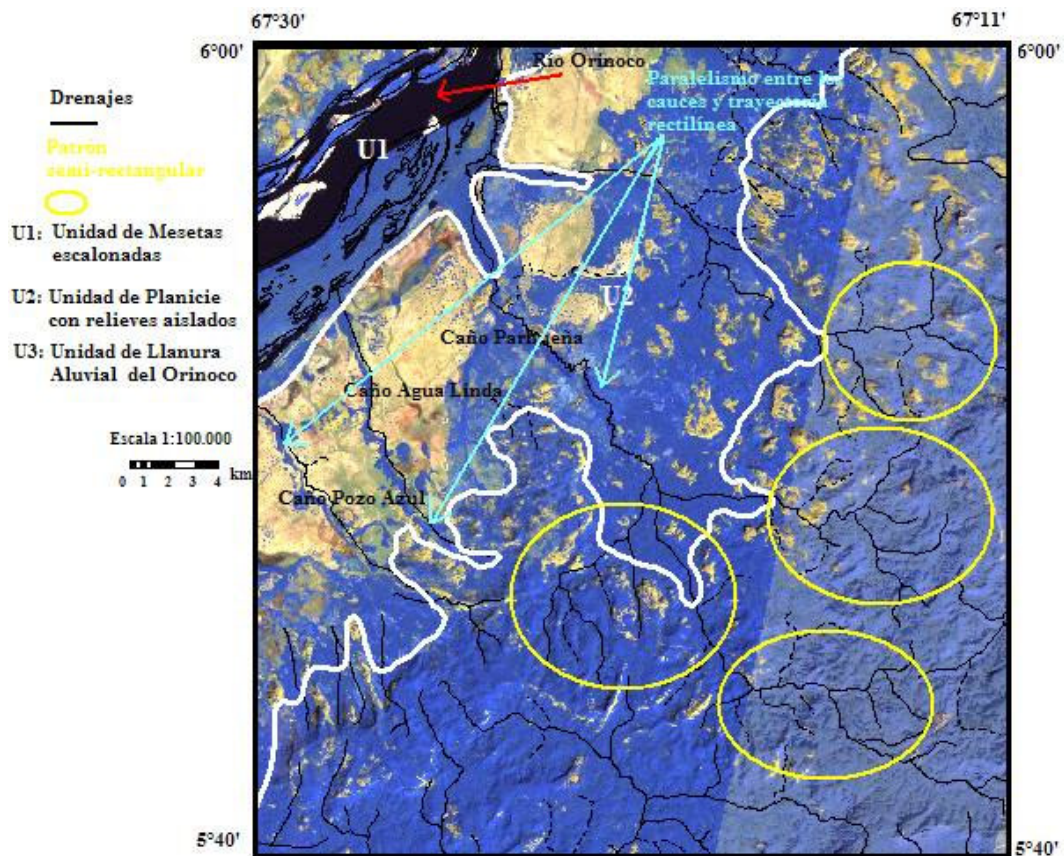 67°30'
67°11'
6°00'
6°00'
Río Orinoco
Paralelismo entre los
cauces y trayectoria
rectilínea
Drenajes
Patrón
semi-rectangular
U1
U1: Unidad de Mesetas
escalonadas
U2: Unidad de Planicie
con relieves aislados
U3: Unidad de Llanura
Aluvial del Orinoco
U2
Caño Parhueña
Caño Agua Linda
Escala 1:100.000
0 1 2 3 4 km
Caño Pozo Azul
5°40'
5°40'